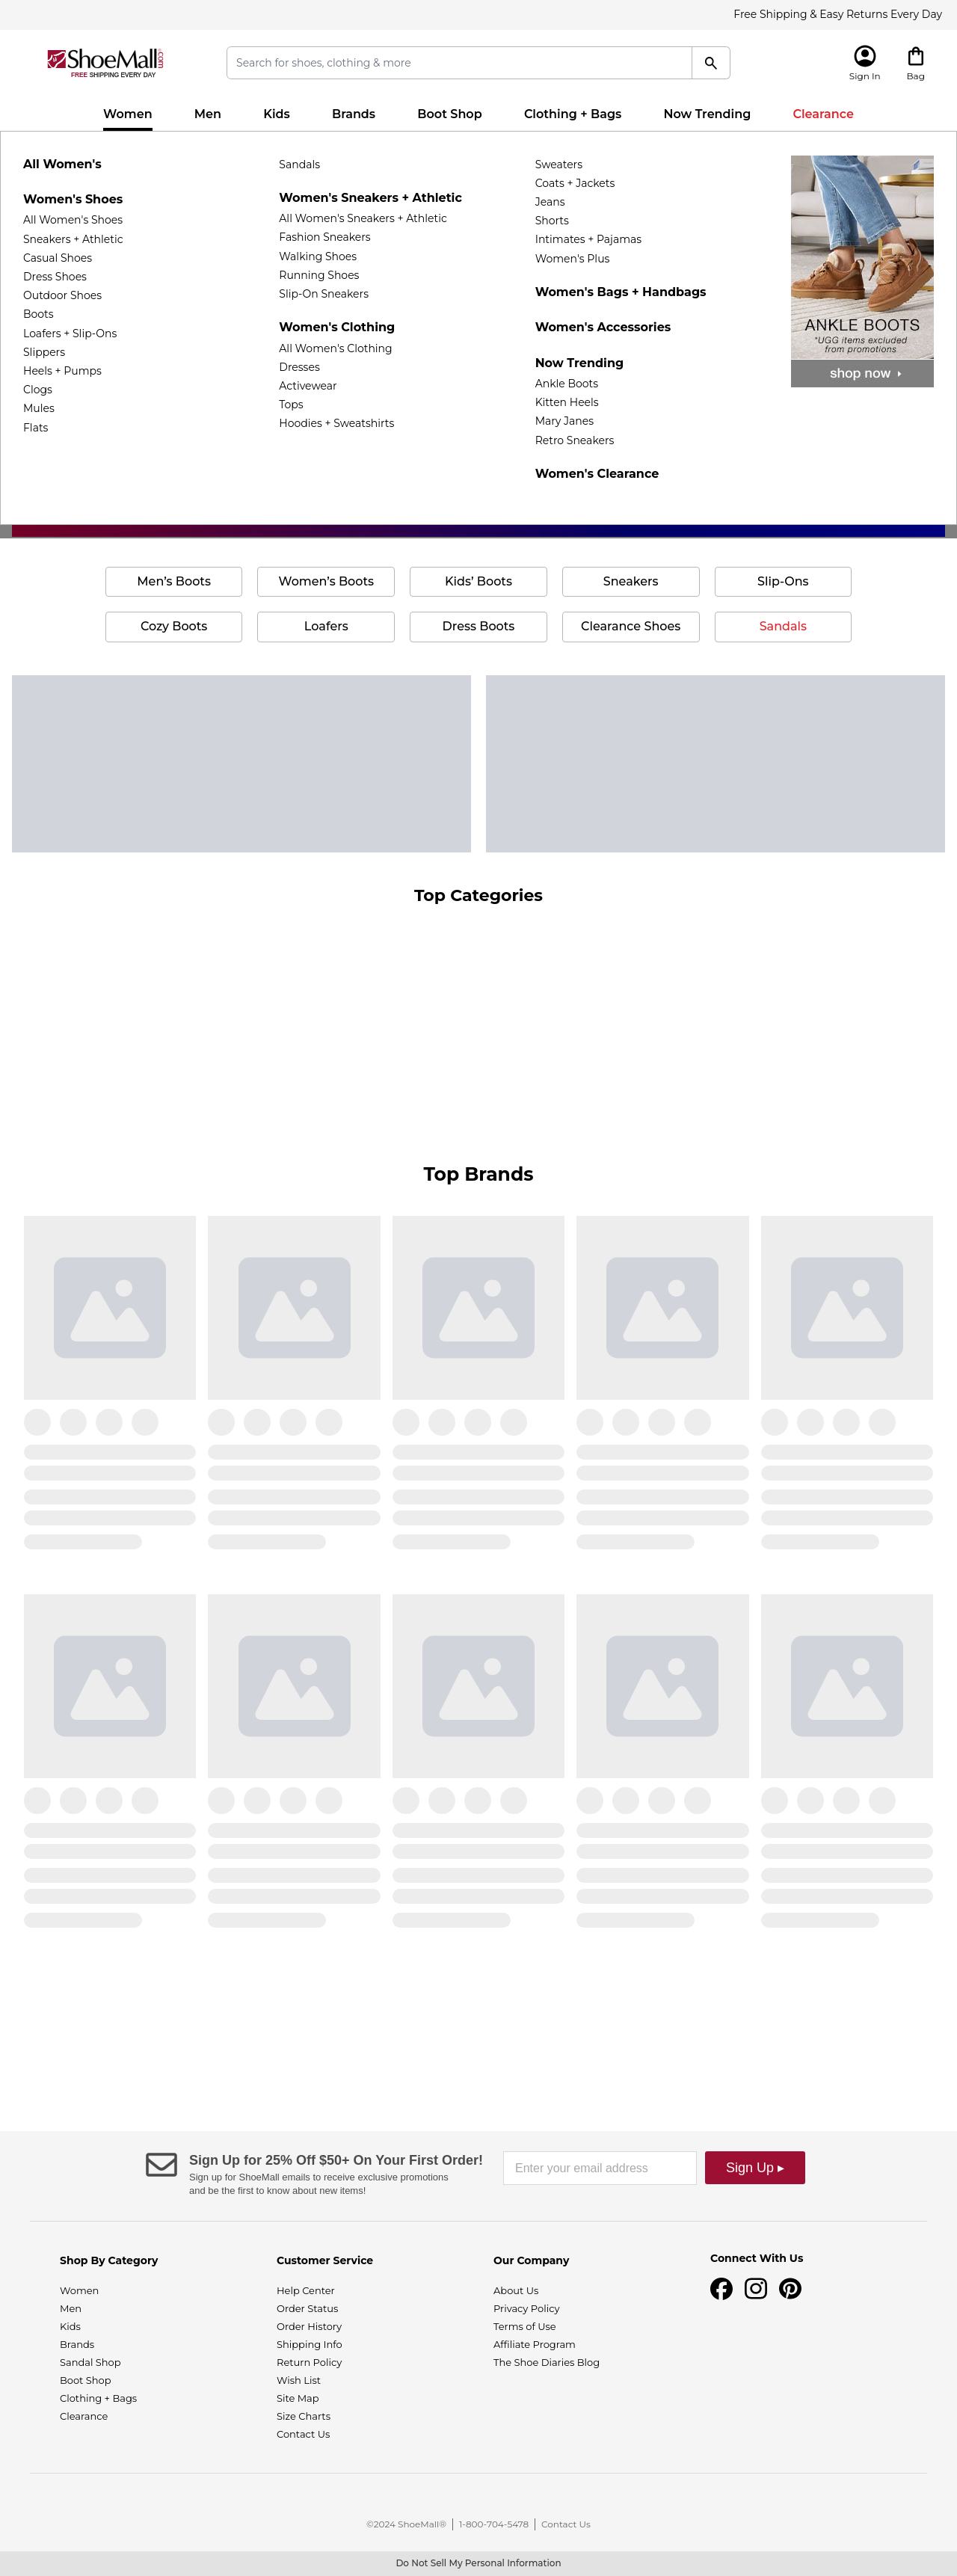 Free Shipping & Easy Returns Every Day
ShoeMall.com
FREE SHIPPING EVERY DAY
Search for shoes, clothing & more
Sign In
Bag
Women
Men
Kids
Brands
Boot Shop
Clothing + Bags
Now Trending
Clearance
All Women's
Women's Shoes
All Women's Shoes
Sneakers + Athletic
Casual Shoes
Dress Shoes
Outdoor Shoes
Boots
Loafers + Slip-Ons
Slippers
Heels + Pumps
Clogs
Mules
Flats
Sandals
Women's Sneakers + Athletic
All Women's Sneakers + Athletic
Fashion Sneakers
Walking Shoes
Running Shoes
Slip-On Sneakers
Women's Clothing
All Women's Clothing
Dresses
Activewear
Tops
Hoodies + Sweatshirts
Sweaters
Coats + Jackets
Jeans
Shorts
Intimates + Pajamas
Women's Plus
Women's Bags + Handbags
Women's Accessories
Now Trending
Ankle Boots
Kitten Heels
Mary Janes
Retro Sneakers
Women's Clearance
ANKLE BOOTS
*UGG items excluded
from promotions
shop now
Men's Boots
Women's Boots
Kids' Boots
Sneakers
Slip-Ons
Cozy Boots
Loafers
Dress Boots
Clearance Shoes
Sandals
Top Categories
Top Brands
Sign Up for 25% Off $50+ On Your First Order!
Sign up for ShoeMall emails to receive exclusive promotions
and be the first to know about new items!
Enter your email address
Sign Up ▸
Shop By Category
Women
Men
Kids
Brands
Sandal Shop
Boot Shop
Clothing + Bags
Clearance
Customer Service
Help Center
Order Status
Order History
Shipping Info
Return Policy
Wish List
Site Map
Size Charts
Contact Us
Our Company
About Us
Privacy Policy
Terms of Use
Affiliate Program
The Shoe Diaries Blog
Connect With Us
©2024 ShoeMall® | 1-800-704-5478 | Contact Us
Do Not Sell My Personal Information